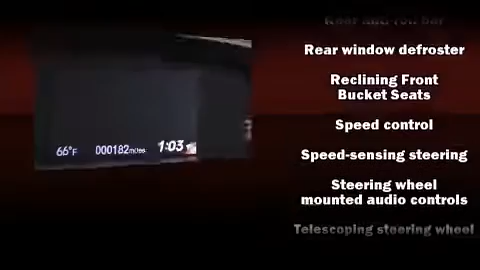 Rear window defroster
Reclining Front
Bucket Seats
Speed control
Speed-sensing steering
Steering wheel
mounted audio controls
Telescoping steering wheel
66°F 000182 miles 1:03